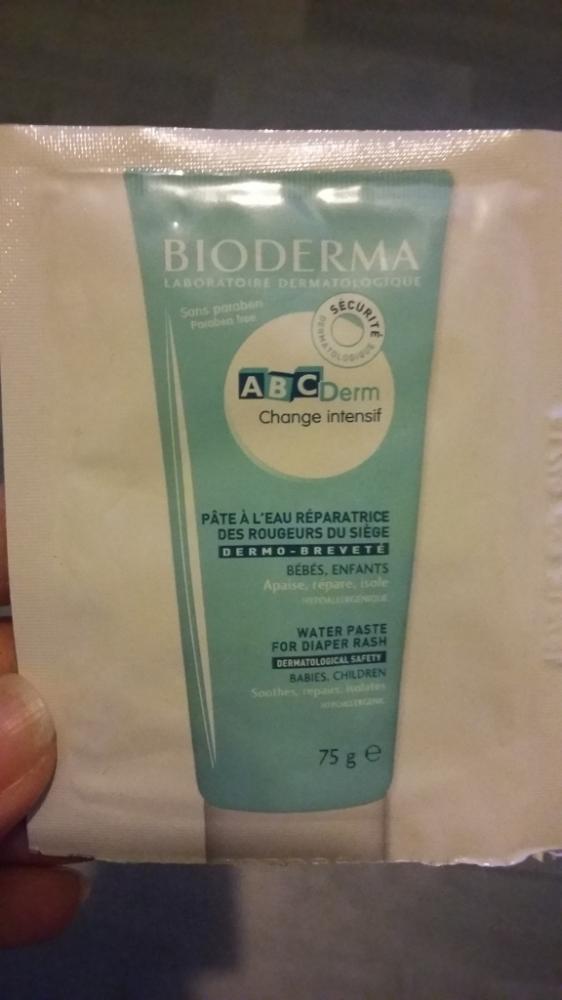 BIODERMA
LABORATOIRE DERMATOLOGIQUE
Sans paraben
Paraben free
SÉCURITÉ
DERMATOLOGIQUE
ABCDerm
Change intensif
PÂTE À L'EAU RÉPARATRICE
DES ROUGEURS DU SIÈGE
DERMO-BREVETÉ
BÉBÉS, ENFANTS
Apaise, répare, isole
HYPOALLERGÉNIQUE
WATER PASTE
FOR DIAPER RASH
DERMATOLOGICAL SAFETY
BABIES, CHILDREN
Soothes, repairs, isolates
HYPOALLERGENIC
75 g e